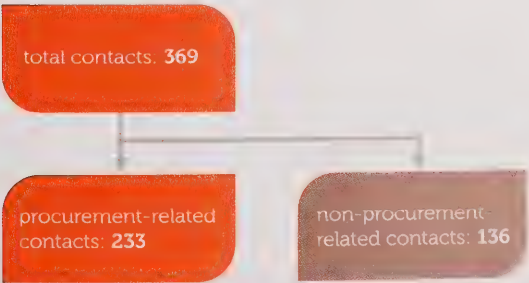 total contacts: 369
procurement-related
contacts: 233
non-procurement-
related contacts: 136